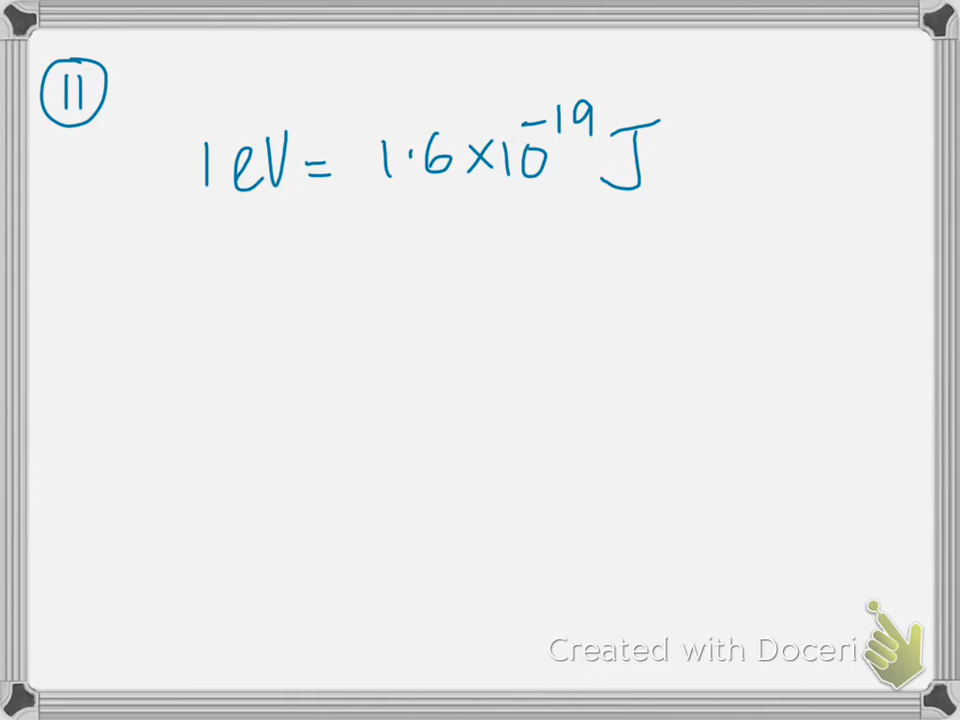 11
1 eV = 1.6 × 10⁻¹⁹ J
Created with Doceri